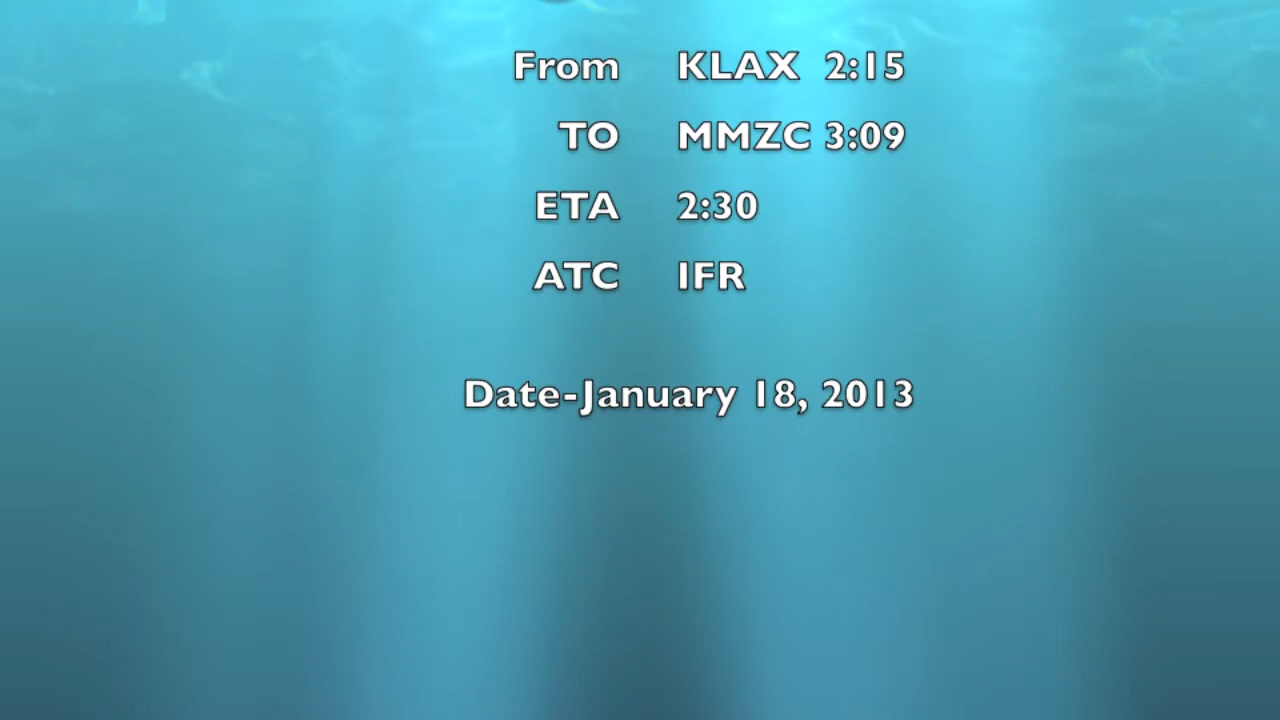 From KLAX 2:15
TO MMZC 3:09
ETA 2:30
ATC IFR
Date-January 18, 2013